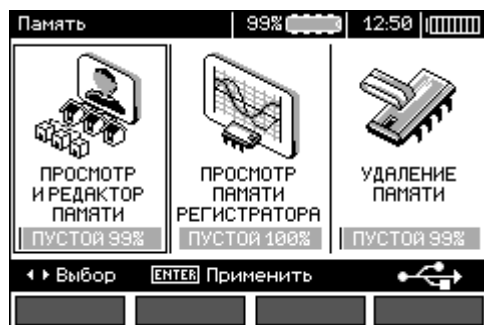 Память 99% 12:50
ПРОСМОТР
И РЕДАКТОР
ПАМЯТИ
ПУСТОЙ 99%
ПРОСМОТР
ПАМЯТИ
РЕГИСТРАТОРА
ПУСТОЙ 100%
УДАЛЕНИЕ
ПАМЯТИ
ПУСТОЙ 99%
Выбор ENTER Применить